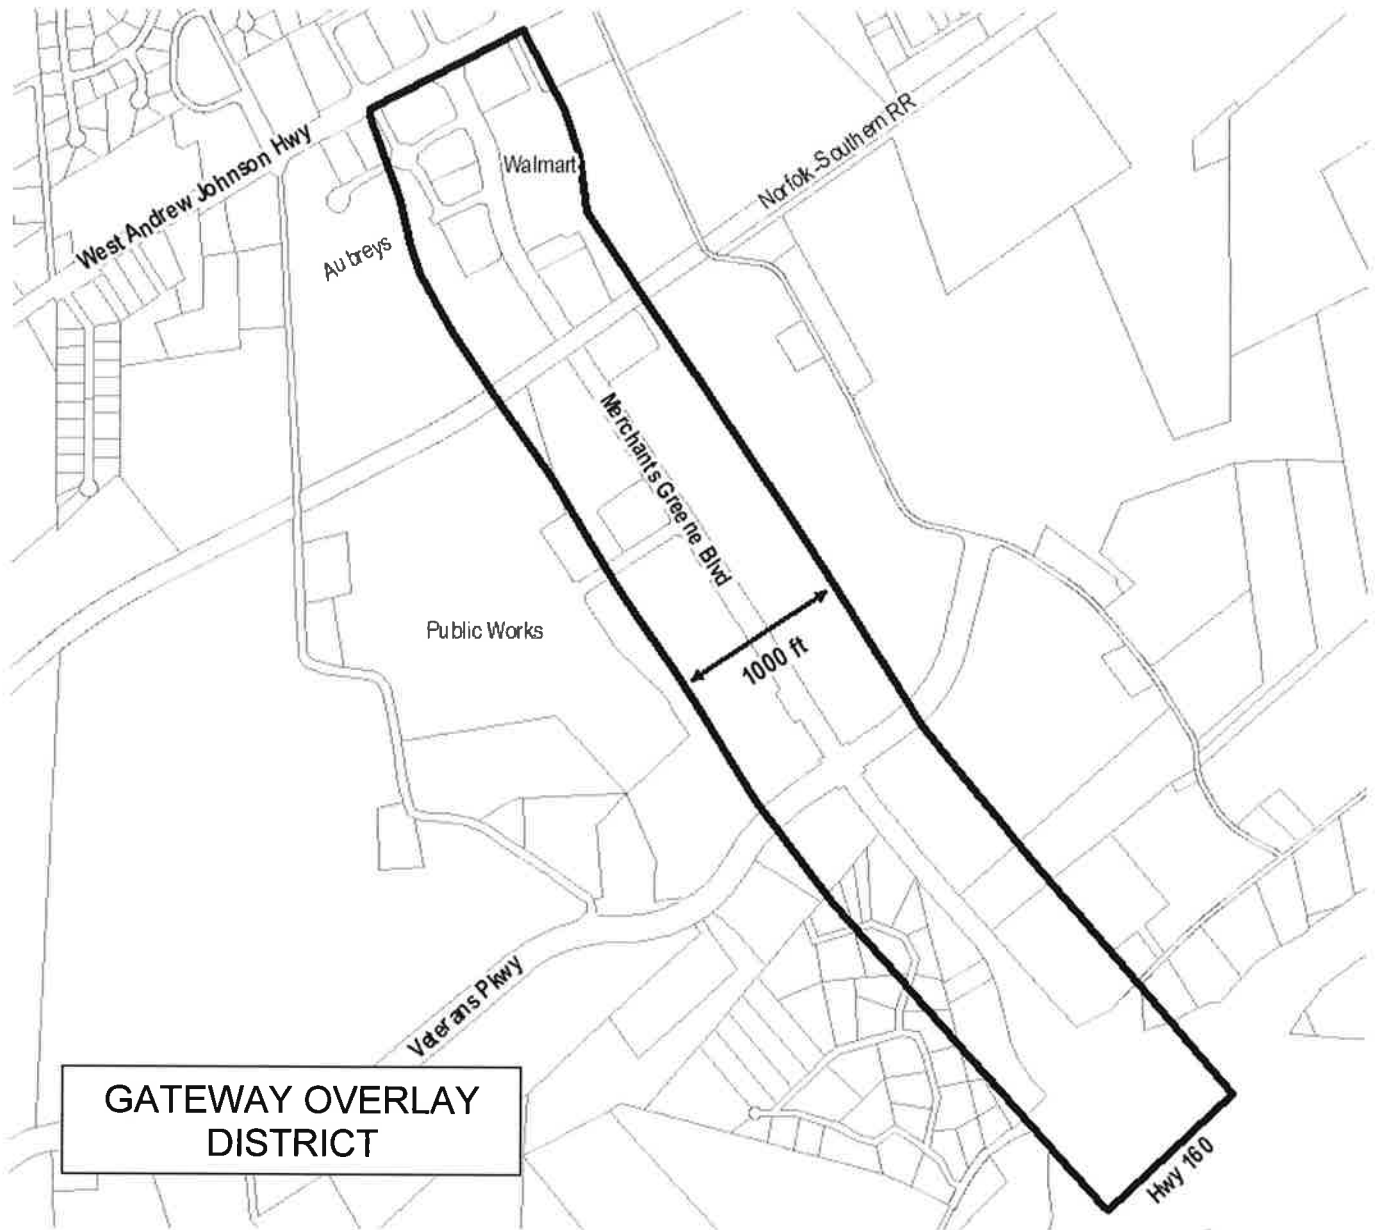 Walmart
Norfolk-Southern RR
West Andrew Johnson Hwy
Aubreys
Merchants Greene Blvd
Public Works
1000 ft
Veterans Pkwy
GATEWAY OVERLAY
DISTRICT
Hwy 160